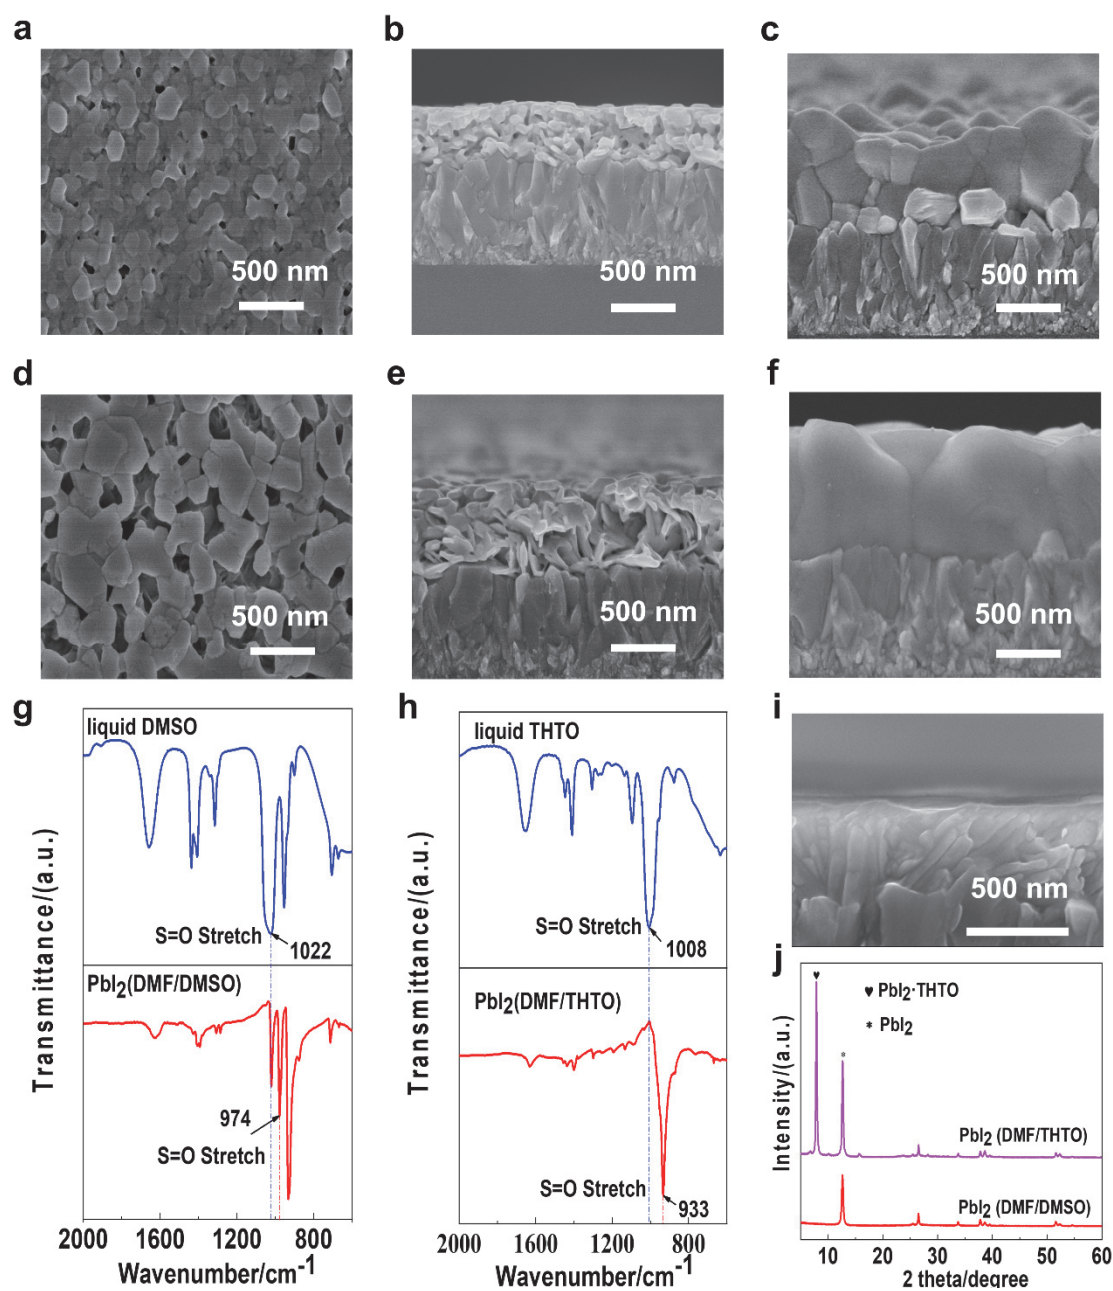 a
b
c
500 nm
500 nm
500 nm
d
e
f
500 nm
500 nm
500 nm
g
h
i
liquid DMSO
S=O Stretch
1022
PbI2(DMF/DMSO)
974
S=O Stretch
Transmittance/(a.u.)
2000 1600 1200 800
Wavenumber/cm-1
liquid THTO
S=O Stretch
1008
PbI2(DMF/THTO)
S=O Stretch
933
Transmittance/(a.u.)
2000 1600 1200 800
Wavenumber/cm-1
500 nm
j
♥ PbI2·THTO
* PbI2
♥
*
PbI2 (DMF/THTO)
PbI2 (DMF/DMSO)
Intensity/(a.u.)
10 20 30 40 50 60
2 theta/degree